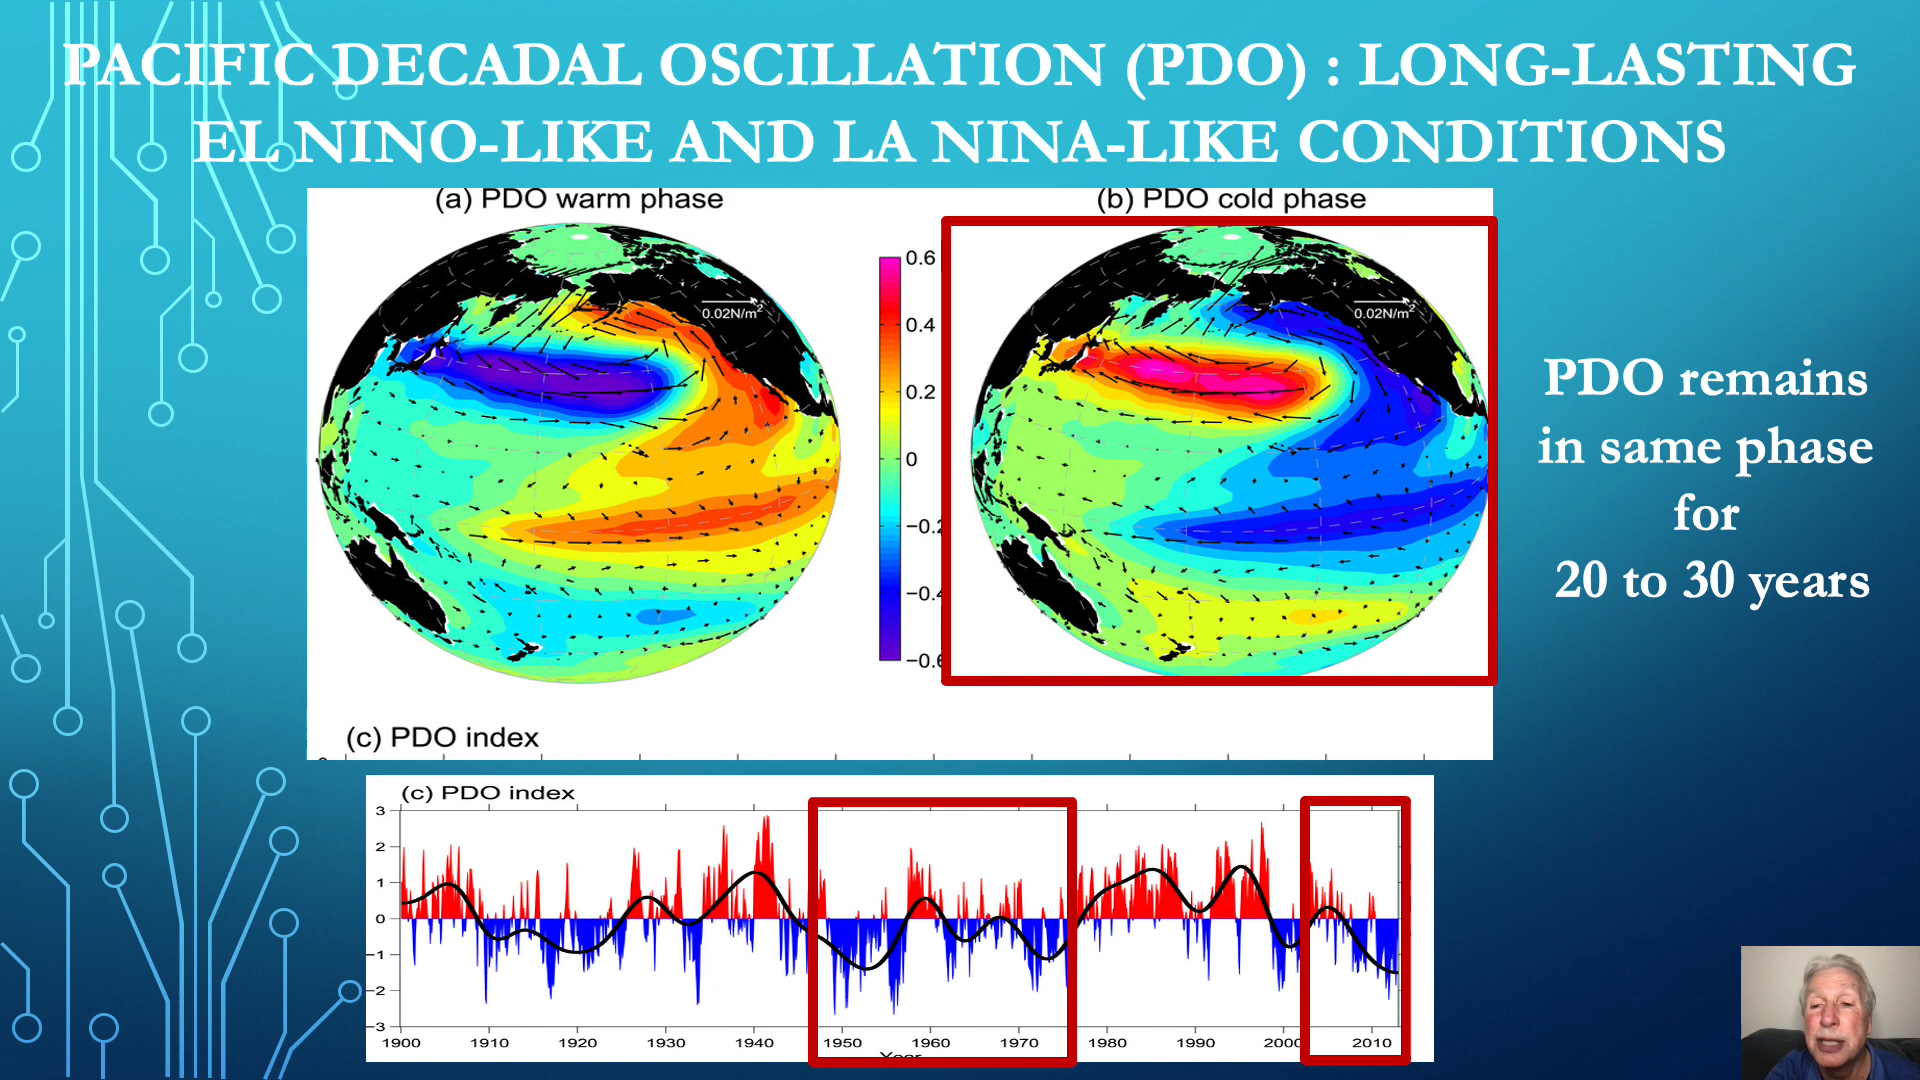 PACIFIC DECADAL OSCILLATION (PDO) : LONG-LASTING
EL NINO-LIKE AND LA NINA-LIKE CONDITIONS
(a) PDO warm phase
(b) PDO cold phase
0.02N/m²
0.6
0.4
0.2
0
−0.2
−0.4
−0.6
0.02N/m²
PDO remains
in same phase
for
20 to 30 years
(c) PDO index
(c) PDO index
3
2
1
0
−1
−2
−3
1900 1910 1920 1930 1940 1950 1960 1970 1980 1990 2000 2010
Year